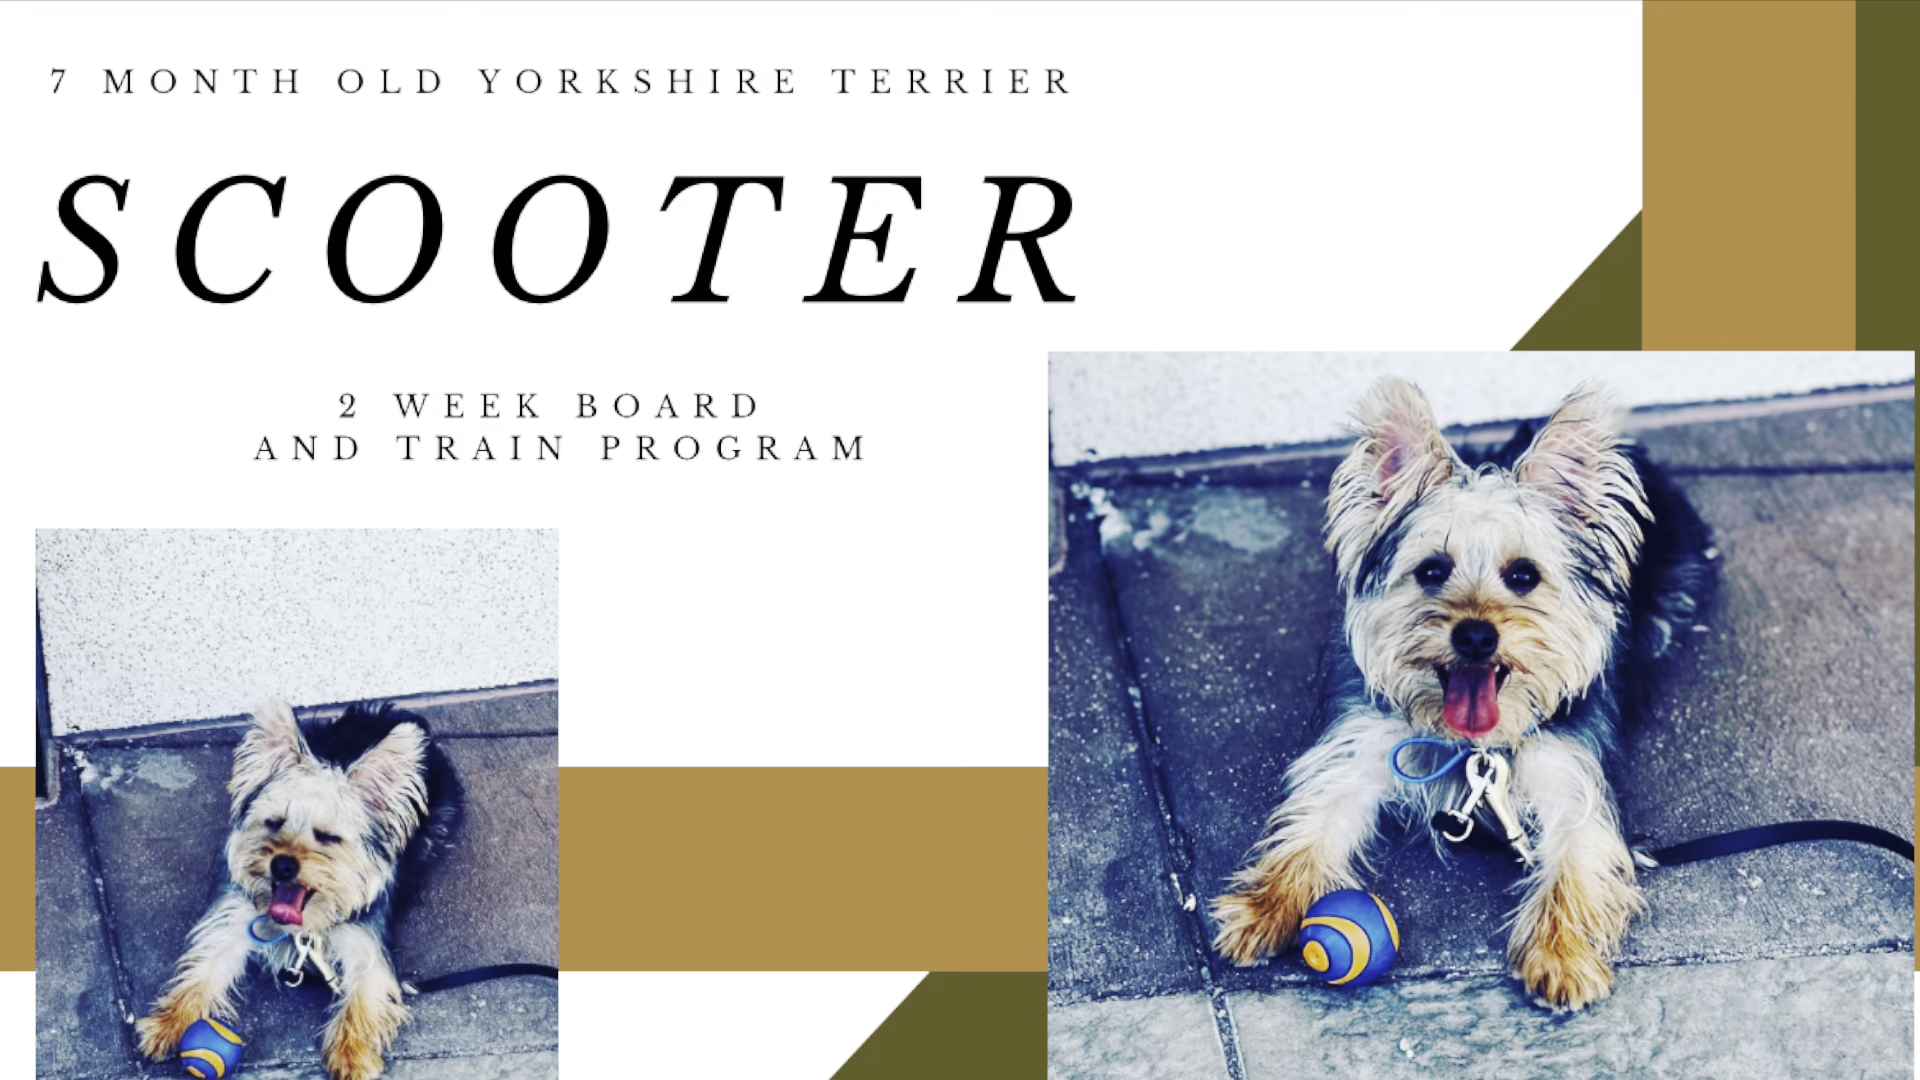 7 MONTH OLD YORKSHIRE TERRIER
SCOOTER
2 WEEK BOARD
AND TRAIN PROGRAM